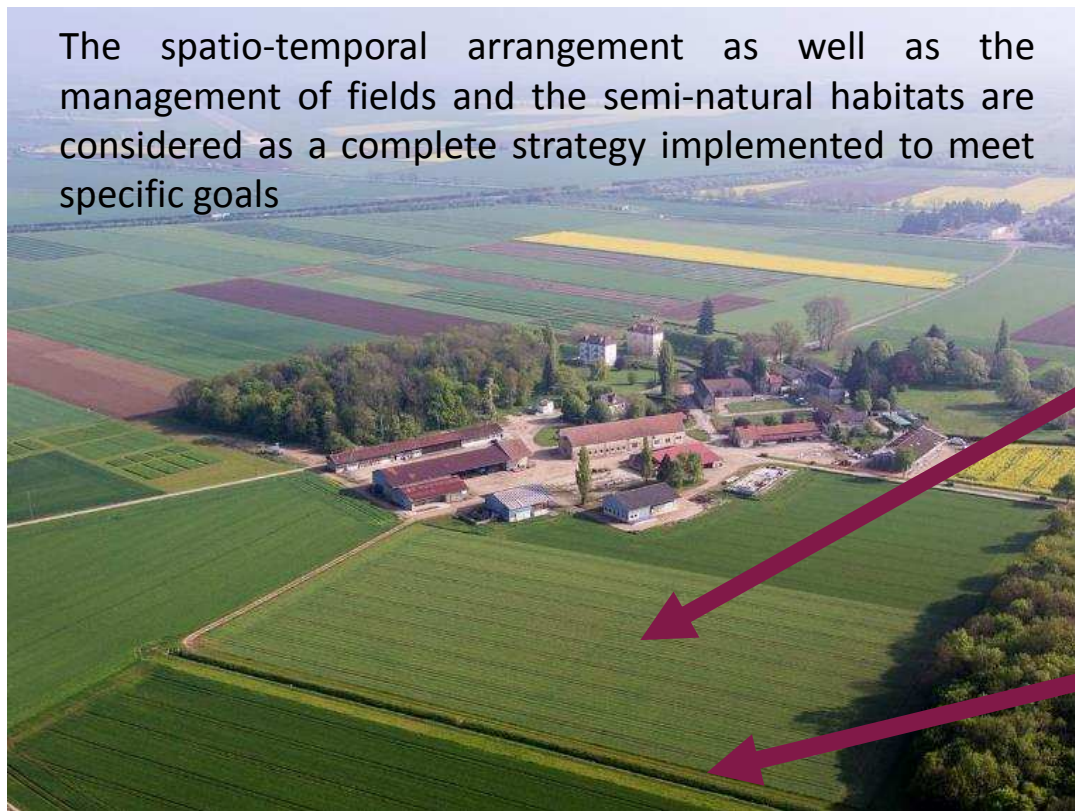 The spatio-temporal arrangement as well as the
management of fields and the semi-natural habitats are
considered as a complete strategy implemented to meet
specific goals